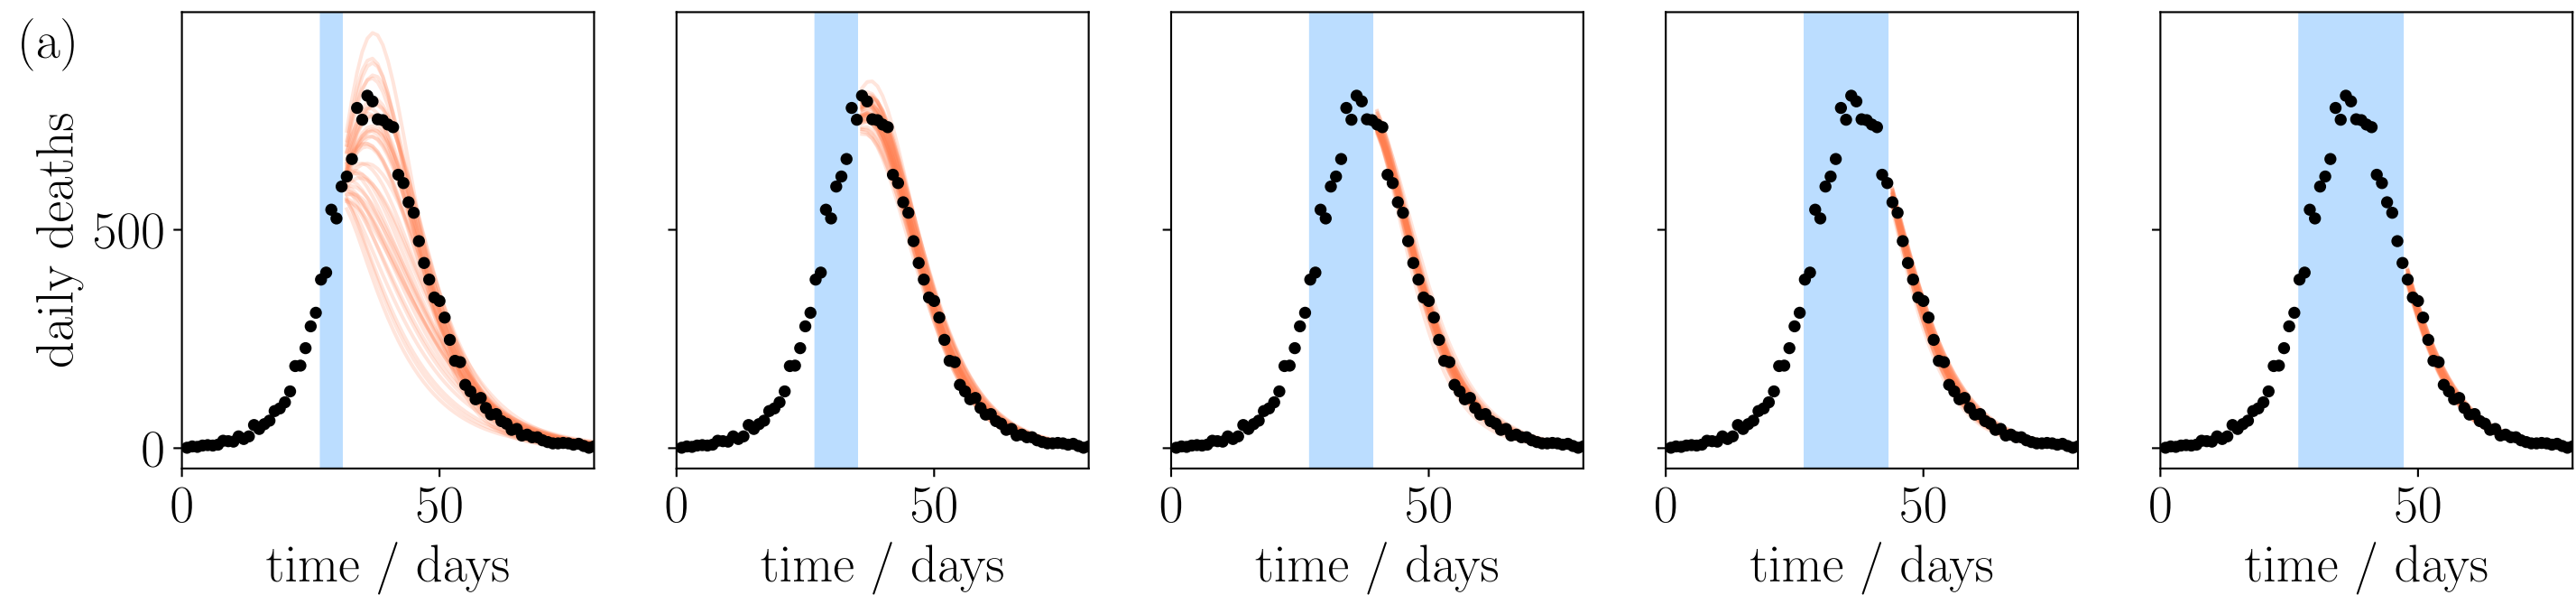 (a)
daily deaths
500
0
0 50 0 50 0 50 0 50 0 50
time / days time / days time / days time / days time / days